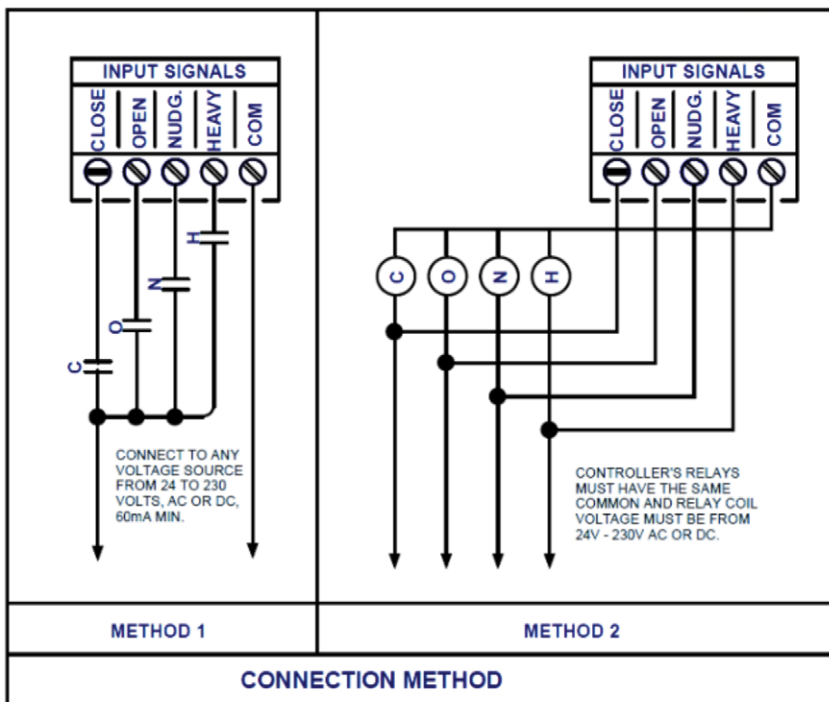 INPUT SIGNALS
CLOSE
OPEN
NUDG.
HEAVY
COM
H
N
O
C
CONNECT TO ANY
VOLTAGE SOURCE
FROM 24 TO 230
VOLTS, AC OR DC,
60mA MIN.
METHOD 1
INPUT SIGNALS
CLOSE
OPEN
NUDG.
HEAVY
COM
C
O
N
H
CONTROLLER'S RELAYS
MUST HAVE THE SAME
COMMON AND RELAY COIL
VOLTAGE MUST BE FROM
24V - 230V AC OR DC.
METHOD 2
CONNECTION METHOD